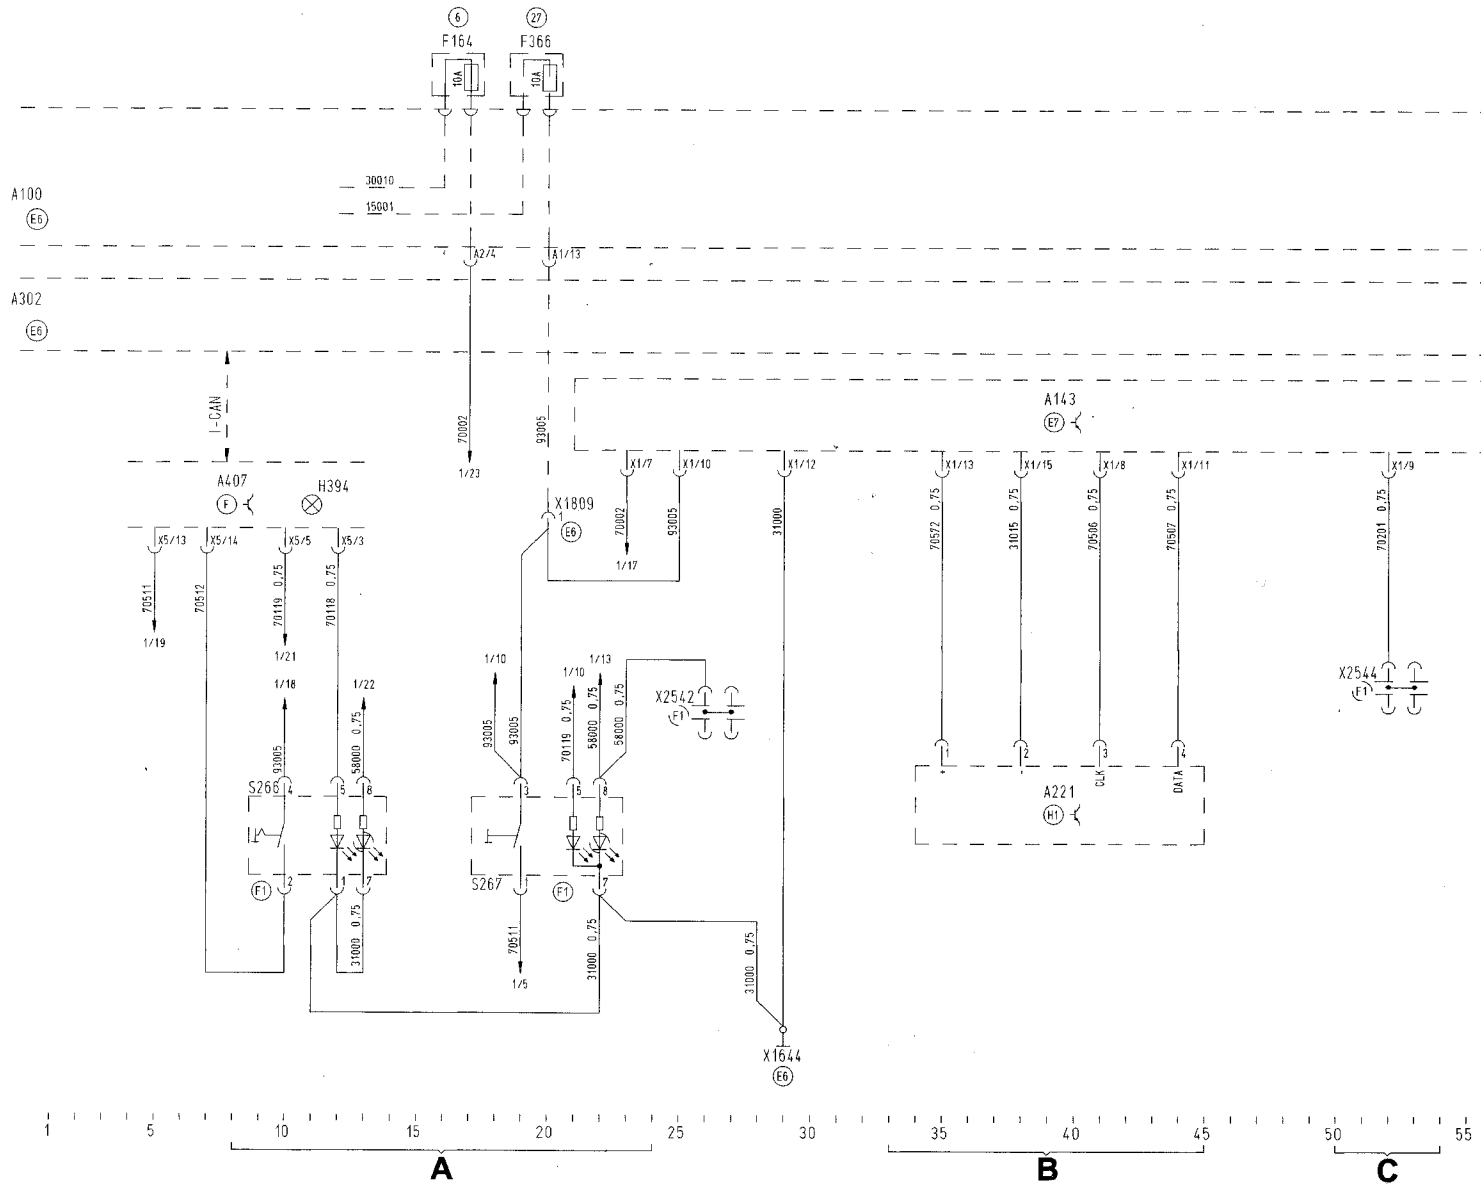 6 27
F164 F366
10A 10A
30010
A100
15001
E6
A2/4 A1/13
A302
E6
I-CAN
A143
E7
70002 93005
X1/7 X1/10 X1/12 X1/13 X1/15 X1/8 X1/11 X1/9
1/23
A407 H394
F
X1809
1
E6
70002 93005 31000 70572 0,75 31015 0,75 70506 0,75 70507 0,75 70201 0,75
X5/13 X5/14 X5/5 X5/3
1/17
70511 70512 70119 0,75 70118 0,75
1/19
1/21
1/18 1/22 1/10 1/10 1/13
X2542
F1
X2544
F1
93005 58000 0,75 93005 93005 70119 0,75 58000 0,75 58000 0,75
1 2 3 4
+ - CLK DATA
S266 4 5 8 3 5 8
A221
H1
F1 2 1 7 S267 1 F1 7
31000 0,75 70511 31000 0,75 31000 0,75
1/5
X1644
E6
1 5 10 15 20 25 30 35 40 45 50 55
A B C